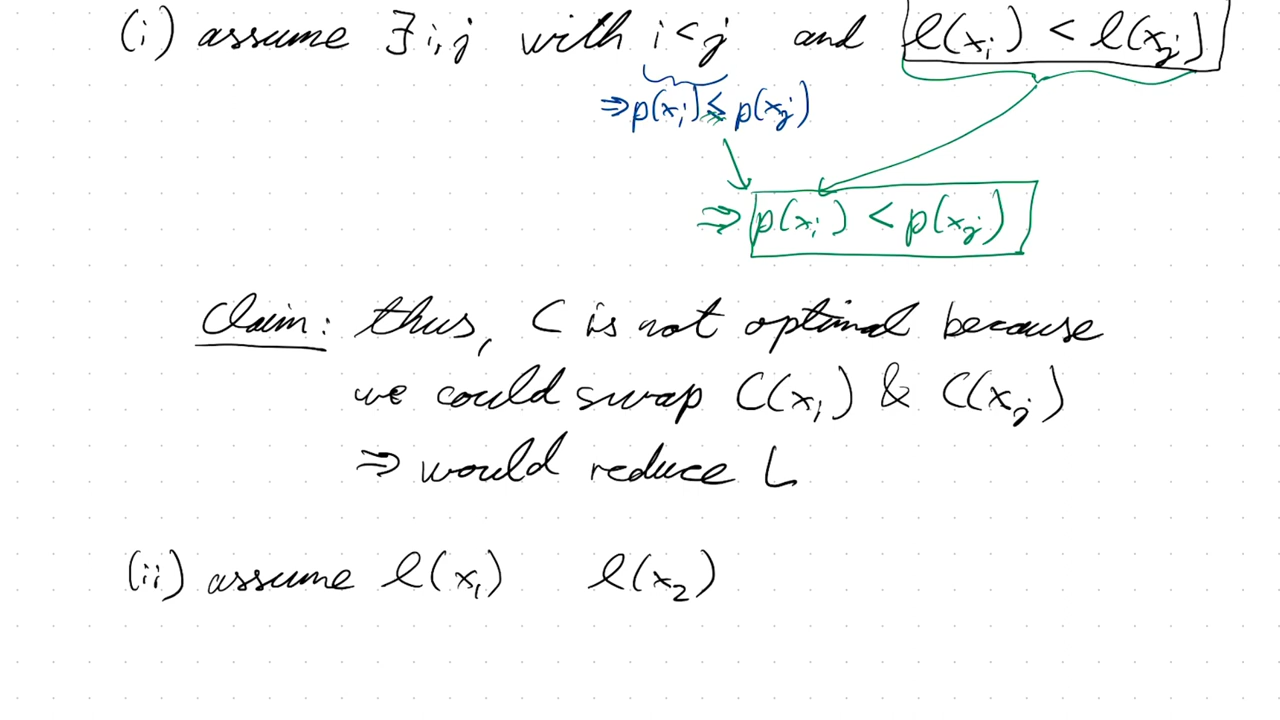 (i) assume ∃ i,j with i < j and l(x_i) < l(x_j)
⇒ p(x_i) ≤ p(x_j)
⇒ p(x_i) < p(x_j)
Claim: thus, C is not optimal because
we could swap C(x_i) & C(x_j)
⇒ would reduce L
(ii) assume l(x_1) l(x_2)